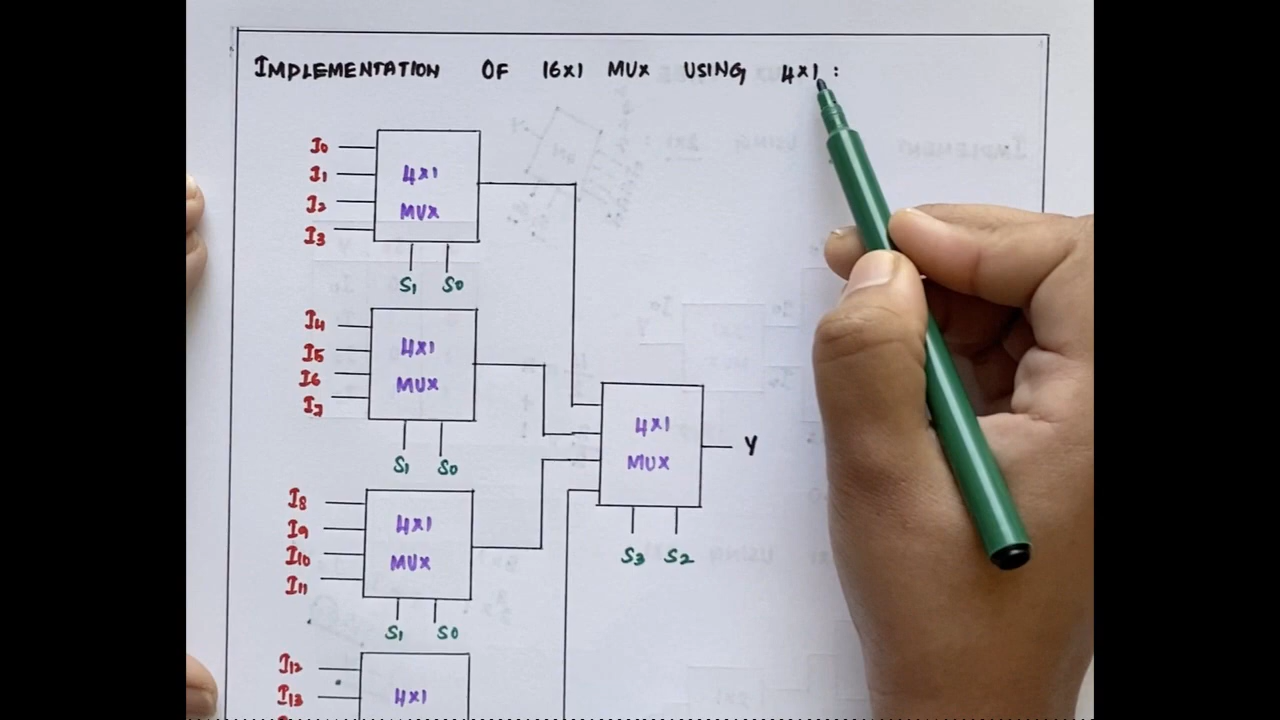 IMPLEMENTATION OF 16x1 MUX USING 4x1 :
I0
I1
I2
I3
4x1
MUX
S1 S0
I4
I5
I6
I7
4x1
MUX
S1 S0
I8
I9
I10
I11
4x1
MUX
S1 S0
I12
I13
4x1
4x1
MUX
Y
S3 S2